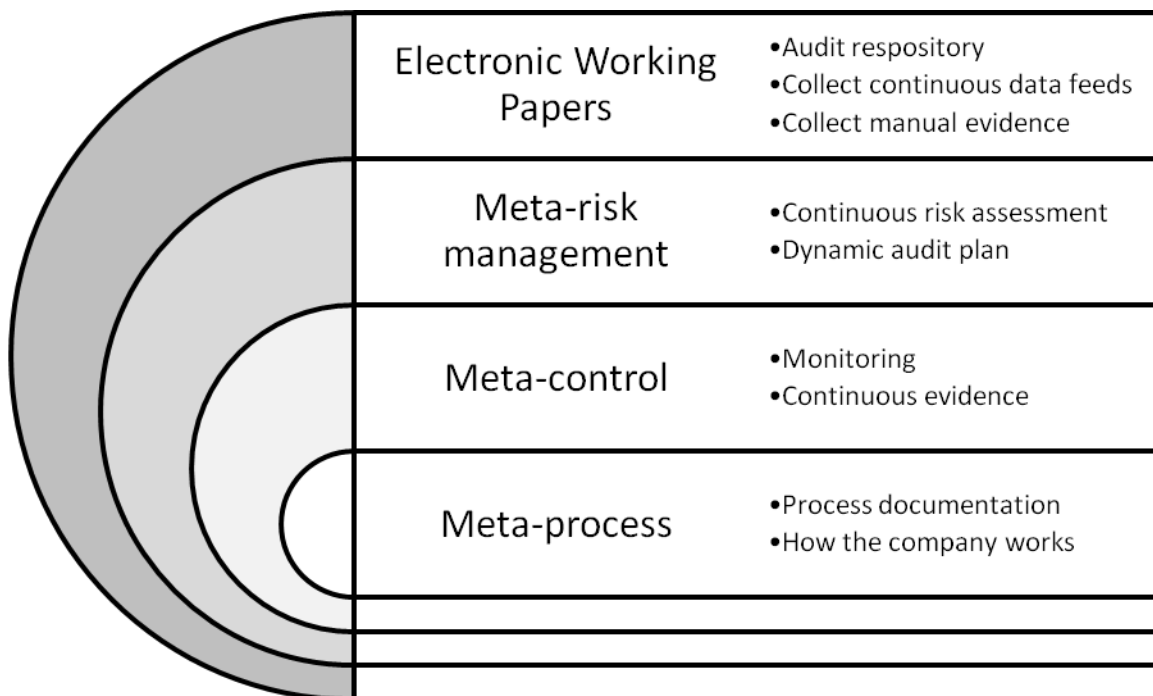 Electronic Working
Papers
•Audit respository
•Collect continuous data feeds
•Collect manual evidence
Meta-risk
management
•Continuous risk assessment
•Dynamic audit plan
Meta-control
•Monitoring
•Continuous evidence
Meta-process
•Process documentation
•How the company works